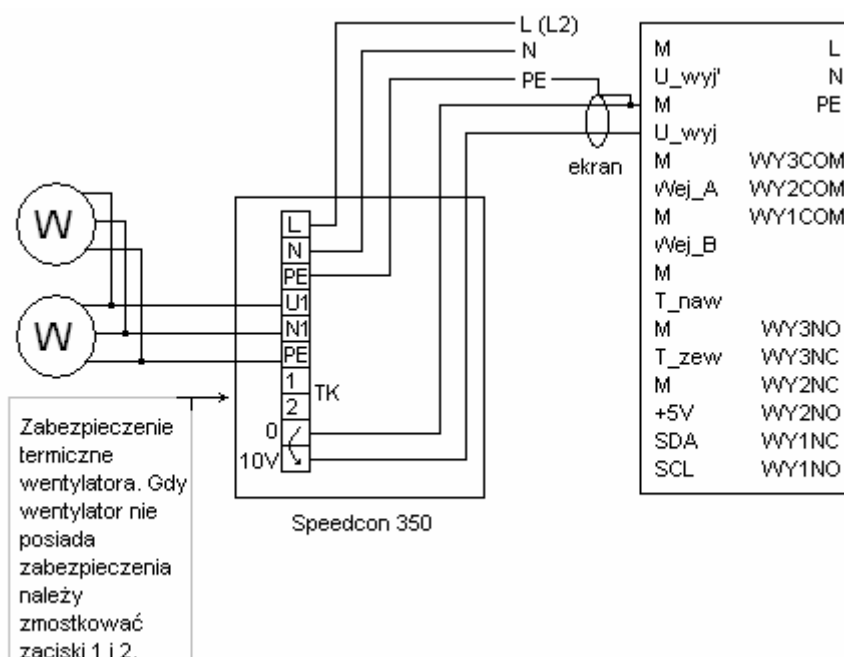 L (L2)
N
PE
ekran
M L
U_wyj' N
M PE
U_wyj
M WY3COM
Wej_A WY2COM
M WY1COM
Wej_B
M
T_naw
M WY3NO
T_zew WY3NC
M WY2NC
+5V WY2NO
SDA WY1NC
SCL WY1NO
W
W
L
N
PE
U1
N1
PE
1
2
TK
0
10V
Speedcon 350
Zabezpieczenie
termiczne
wentylatora. Gdy
wentylator nie
posiada
zabezpieczenia
należy
zmostkować
zaciski 1 i 2.